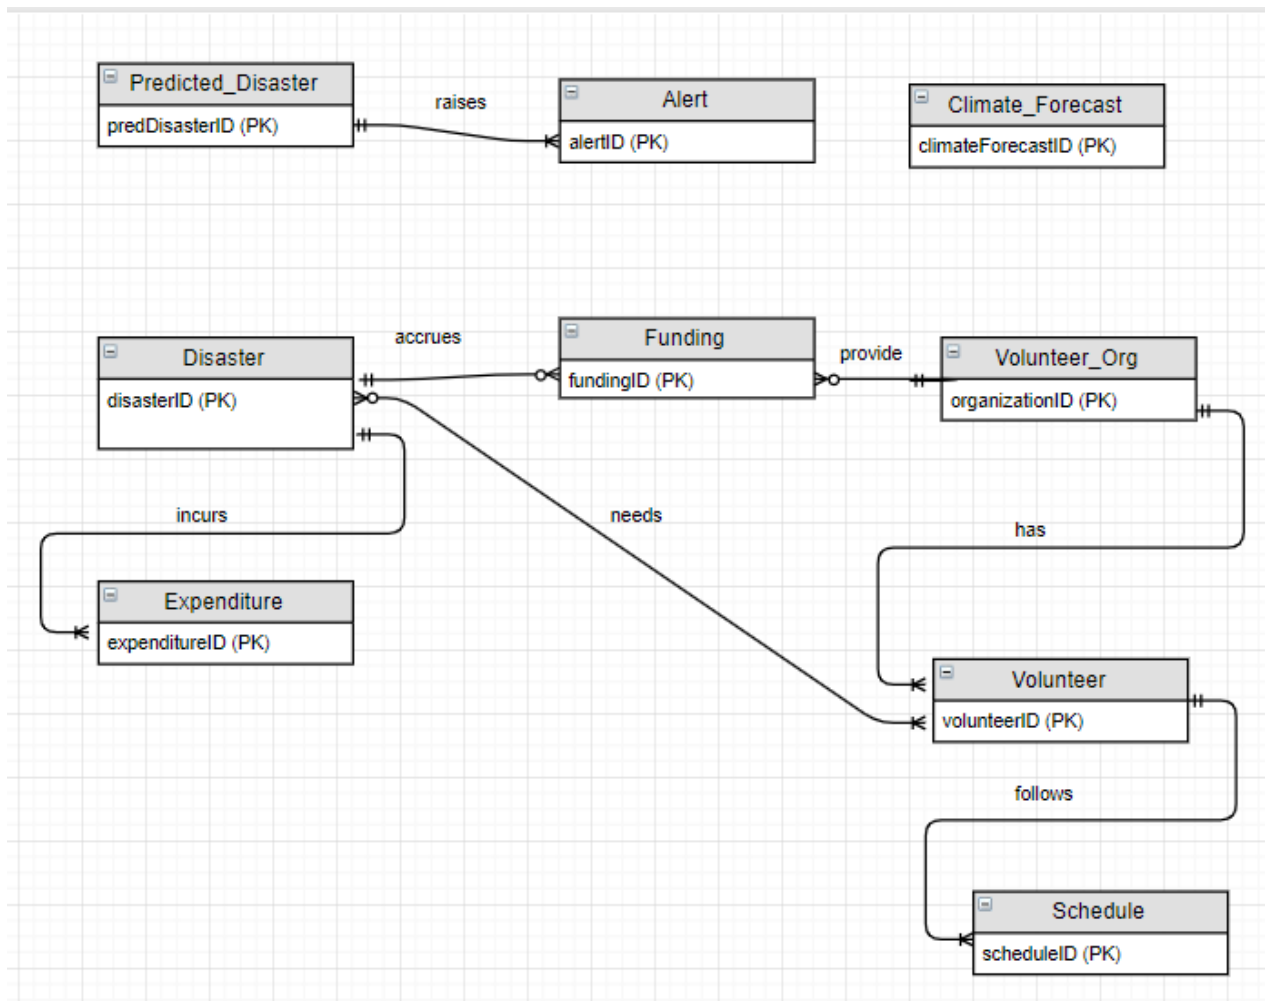 Predicted_Disaster
predDisasterID (PK)
raises
Alert
alertID (PK)
Climate_Forecast
climateForecastID (PK)
Disaster
disasterID (PK)
accrues
Funding
fundingID (PK)
provide
Volunteer_Org
organizationID (PK)
incurs
needs
has
Expenditure
expenditureID (PK)
Volunteer
volunteerID (PK)
follows
Schedule
scheduleID (PK)